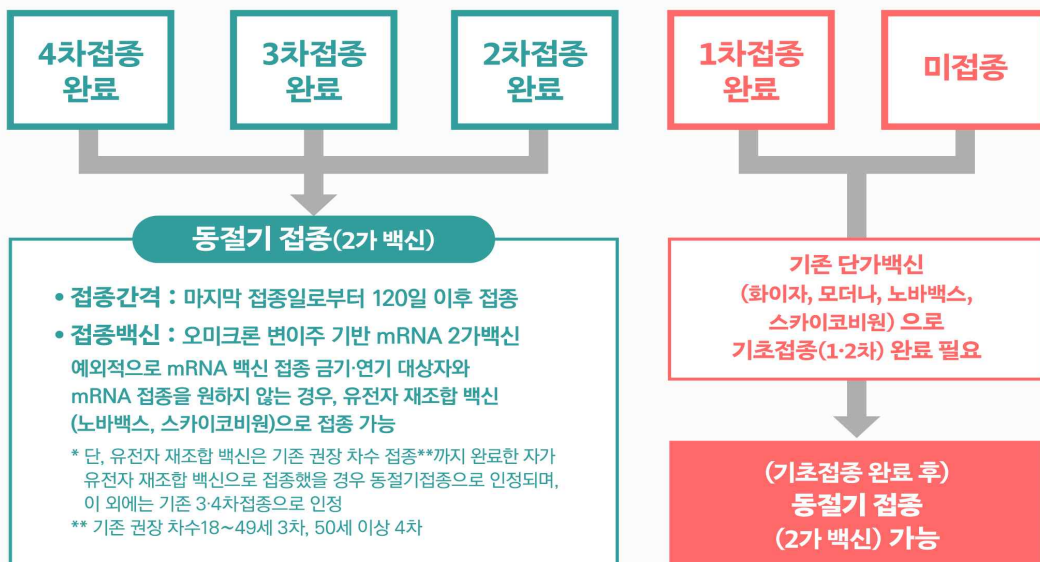 4차접종
완료
3차접종
완료
2차접종
완료
1차접종
완료
미접종
동절기 접종(2가 백신)
• 접종간격 : 마지막 접종일로부터 120일 이후 접종
• 접종백신 : 오미크론 변이주 기반 mRNA 2가백신
예외적으로 mRNA 백신 접종 금기·연기 대상자와
mRNA 접종을 원하지 않는 경우, 유전자 재조합 백신
(노바백스, 스카이코비원)으로 접종 가능
* 단, 유전자 재조합 백신은 기존 권장 차수 접종**까지 완료한 자가
유전자 재조합 백신으로 접종했을 경우 동절기접종으로 인정되며,
이 외에는 기존 3·4차접종으로 인정
** 기존 권장 차수18~49세 3차, 50세 이상 4차
기존 단가백신
(화이자, 모더나, 노바백스,
스카이코비원) 으로
기초접종(1·2차) 완료 필요
(기초접종 완료 후)
동절기 접종
(2가 백신) 가능